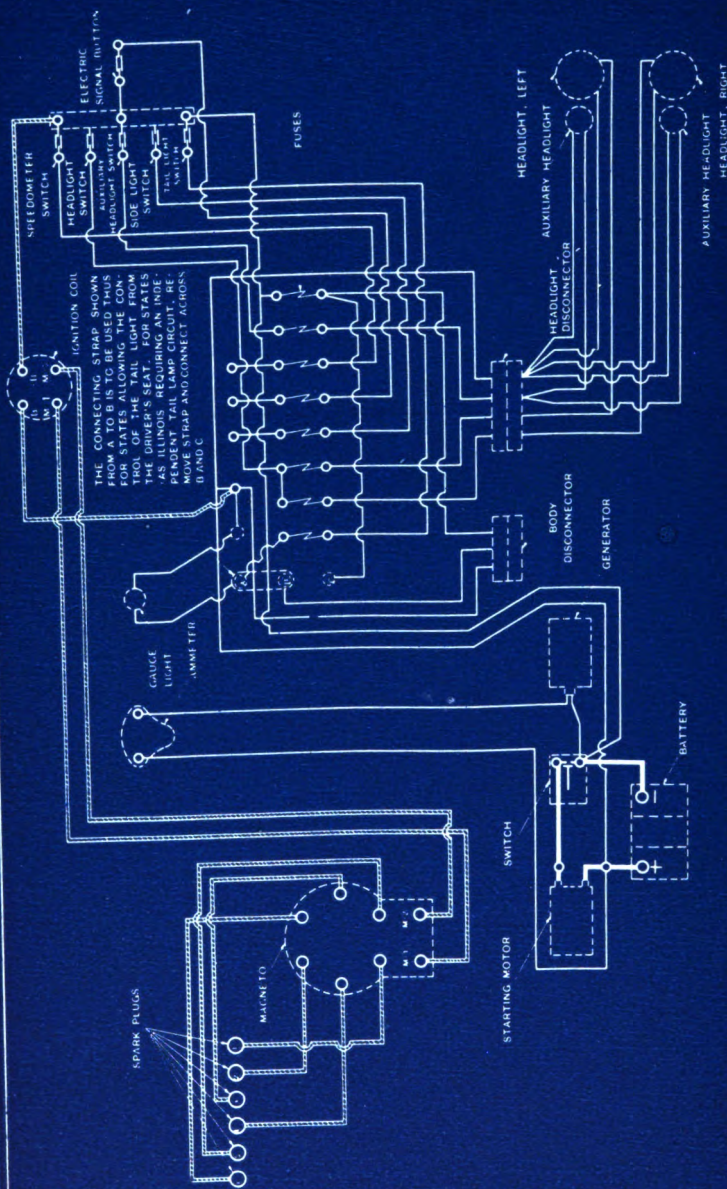 SPEEDOMETER
SWITCH
HEADLIGHT
SWITCH
AUXILIARY
HEADLIGHT SWITCH
SIDE LIGHT
SWITCH
TAIL LIGHT
SWITCH
ELECTRIC
SIGNAL BUTTON
FUSES
IGNITION COIL
M
THE CONNECTING STRAP SHOWN
FROM A TO B IS TO BE USED THUS
FOR STATES ALLOWING THE CON-
TROL OF THE TAIL LIGHT FROM
THE DRIVER'S SEAT. FOR STATES
AS ILLINOIS REQUIRING AN INDE-
PENDENT TAIL LAMP CIRCUIT, RE-
MOVE STRAP AND CONNECT ACROSS
B AND C
GAUGE
LIGHT
AMMETER
HEADLIGHT, LEFT
AUXILIARY HEADLIGHT
HEADLIGHT
DISCONNECTOR
AUXILIARY HEADLIGHT
HEADLIGHT, RIGHT
BODY
DISCONNECTOR
GENERATOR
SWITCH
BATTERY
+
STARTING MOTOR
SPARK PLUGS
MAGNETO